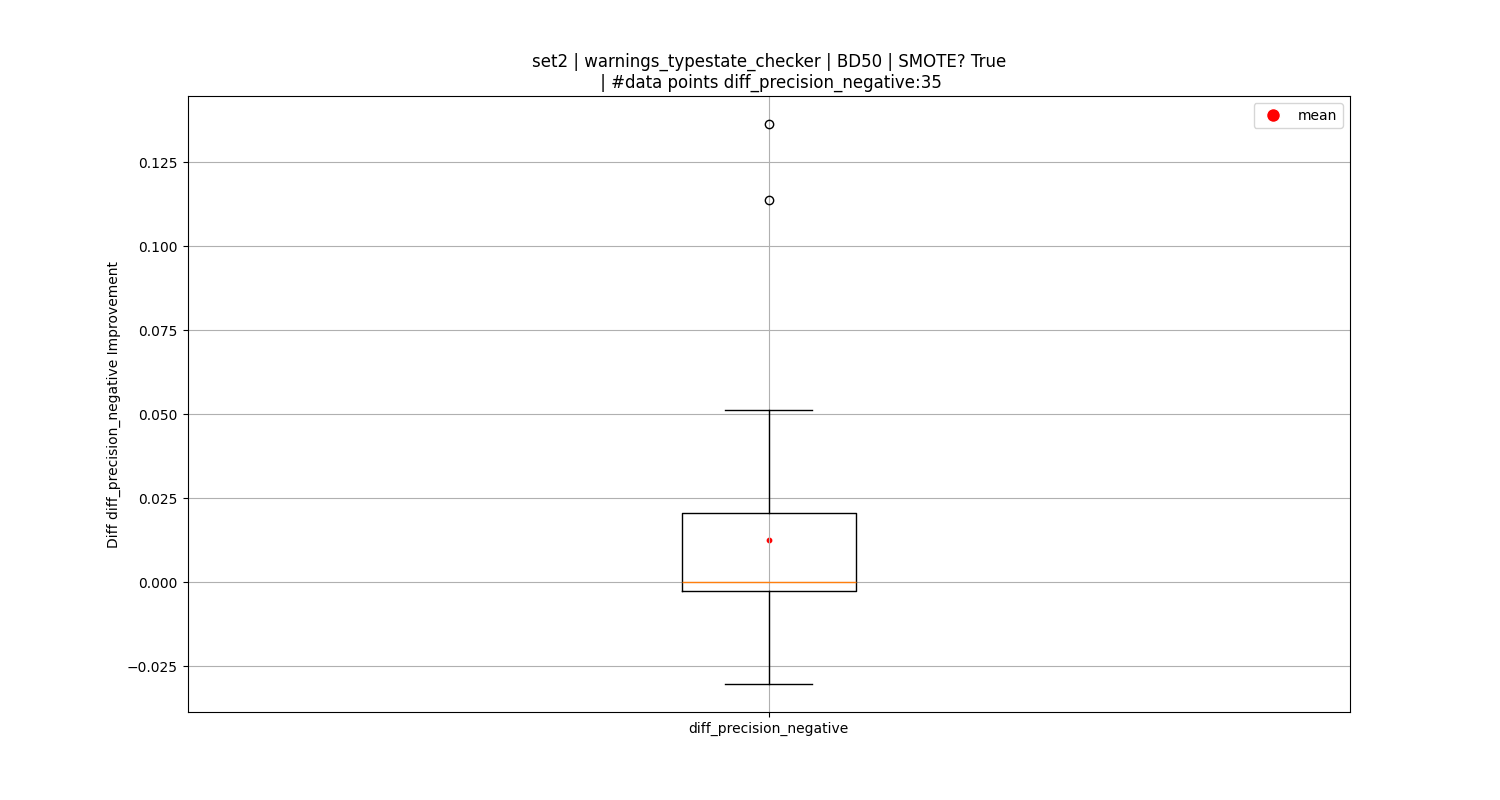 set2 | warnings_typestate_checker | BD50 | SMOTE? True
| #data points diff_precision_negative:35
mean
0.125
0.100
0.075
0.050
0.025
0.000
−0.025
Diff diff_precision_negative Improvement
diff_precision_negative